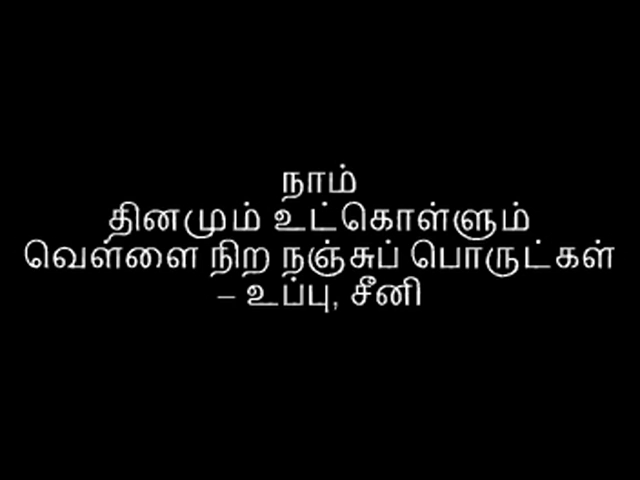 நாம்
தினமும் உட்கொள்ளும்
வெள்ளை நிற நஞ்சுப் பொருட்கள்
– உப்பு, சீனி